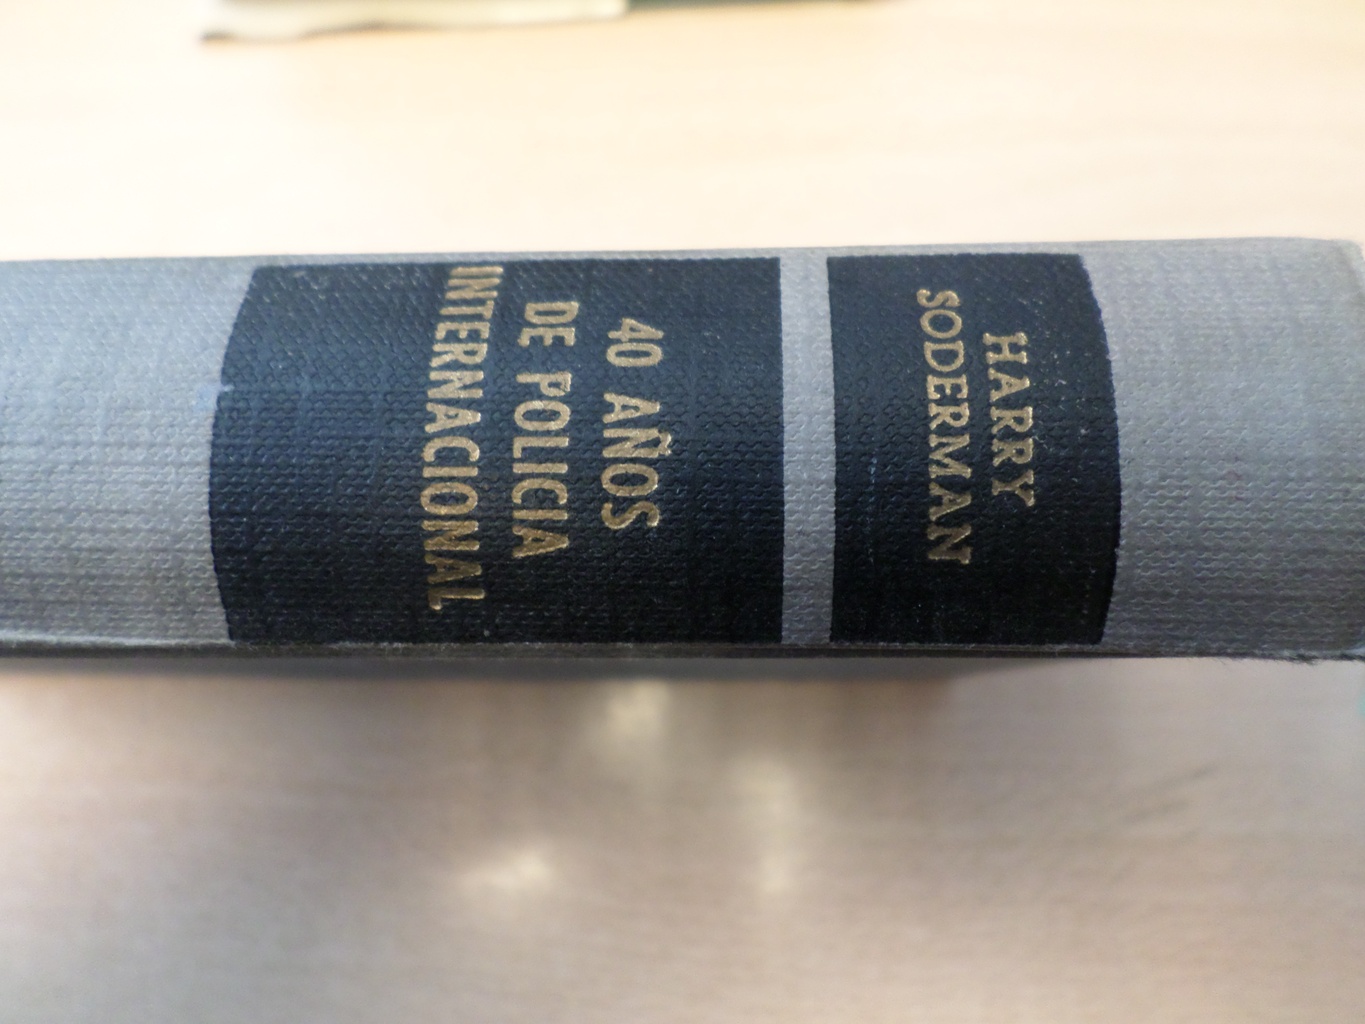 HARRY
SODERMAN
40 AÑOS
DE POLICIA
INTERNACIONAL